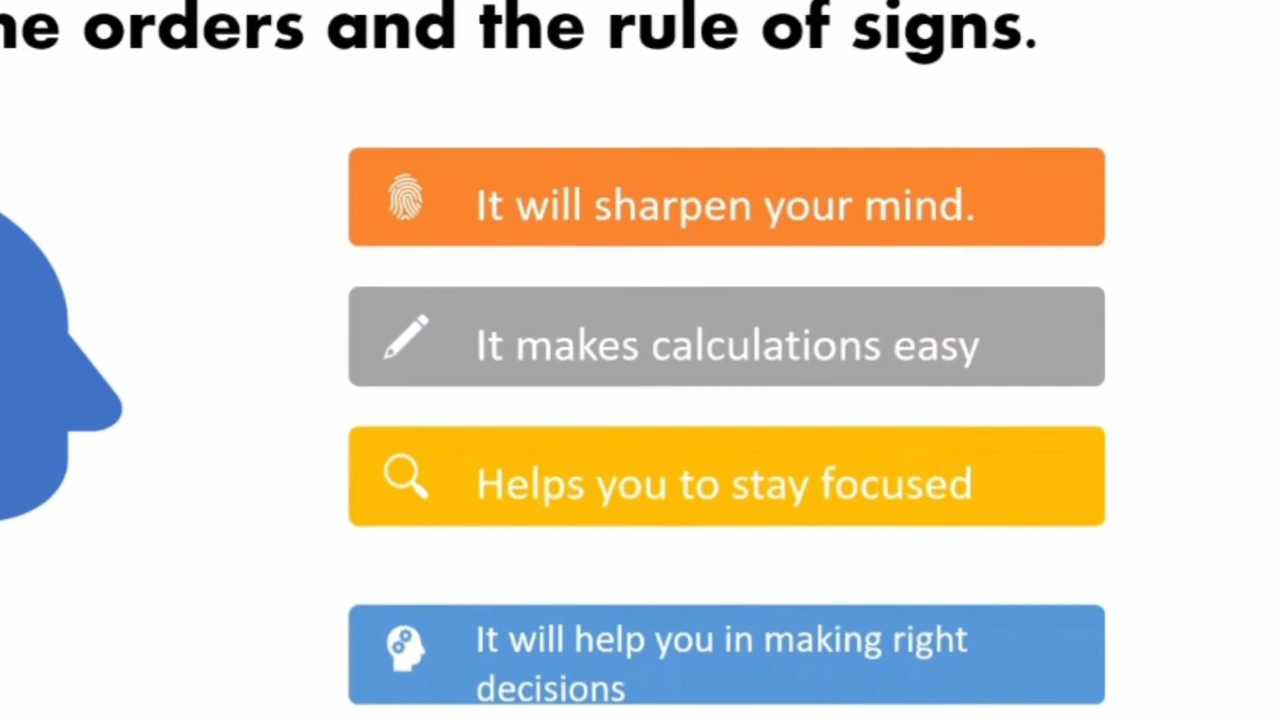 orders and the rule of signs.
It will sharpen your mind.
It makes calculations easy
Helps you to stay focused
It will help you in making right
decisions